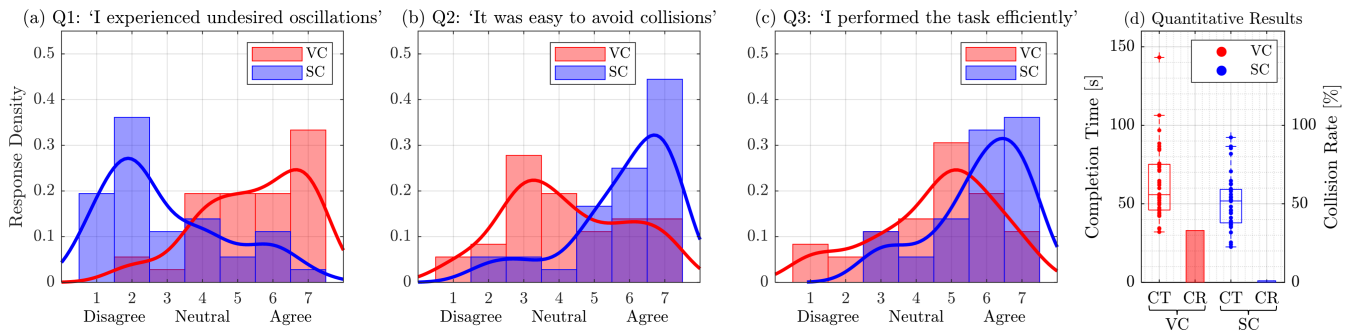 (a) Q1: ‘I experienced undesired oscillations’
(b) Q2: ‘It was easy to avoid collisions’
(c) Q3: ‘I performed the task efficiently’
(d) Quantitative Results
Response Density
0.5
0.4
0.3
0.2
0.1
0
VC
SC
1 2 3 4 5 6 7
Disagree Neutral Agree
0.5
0.4
0.3
0.2
0.1
0
VC
SC
1 2 3 4 5 6 7
Disagree Neutral Agree
0.5
0.4
0.3
0.2
0.1
0
VC
SC
1 2 3 4 5 6 7
Disagree Neutral Agree
Completion Time [s]
150
100
50
0
VC
SC
100
50
0
Collision Rate [%]
CT CR CT CR
VC SC